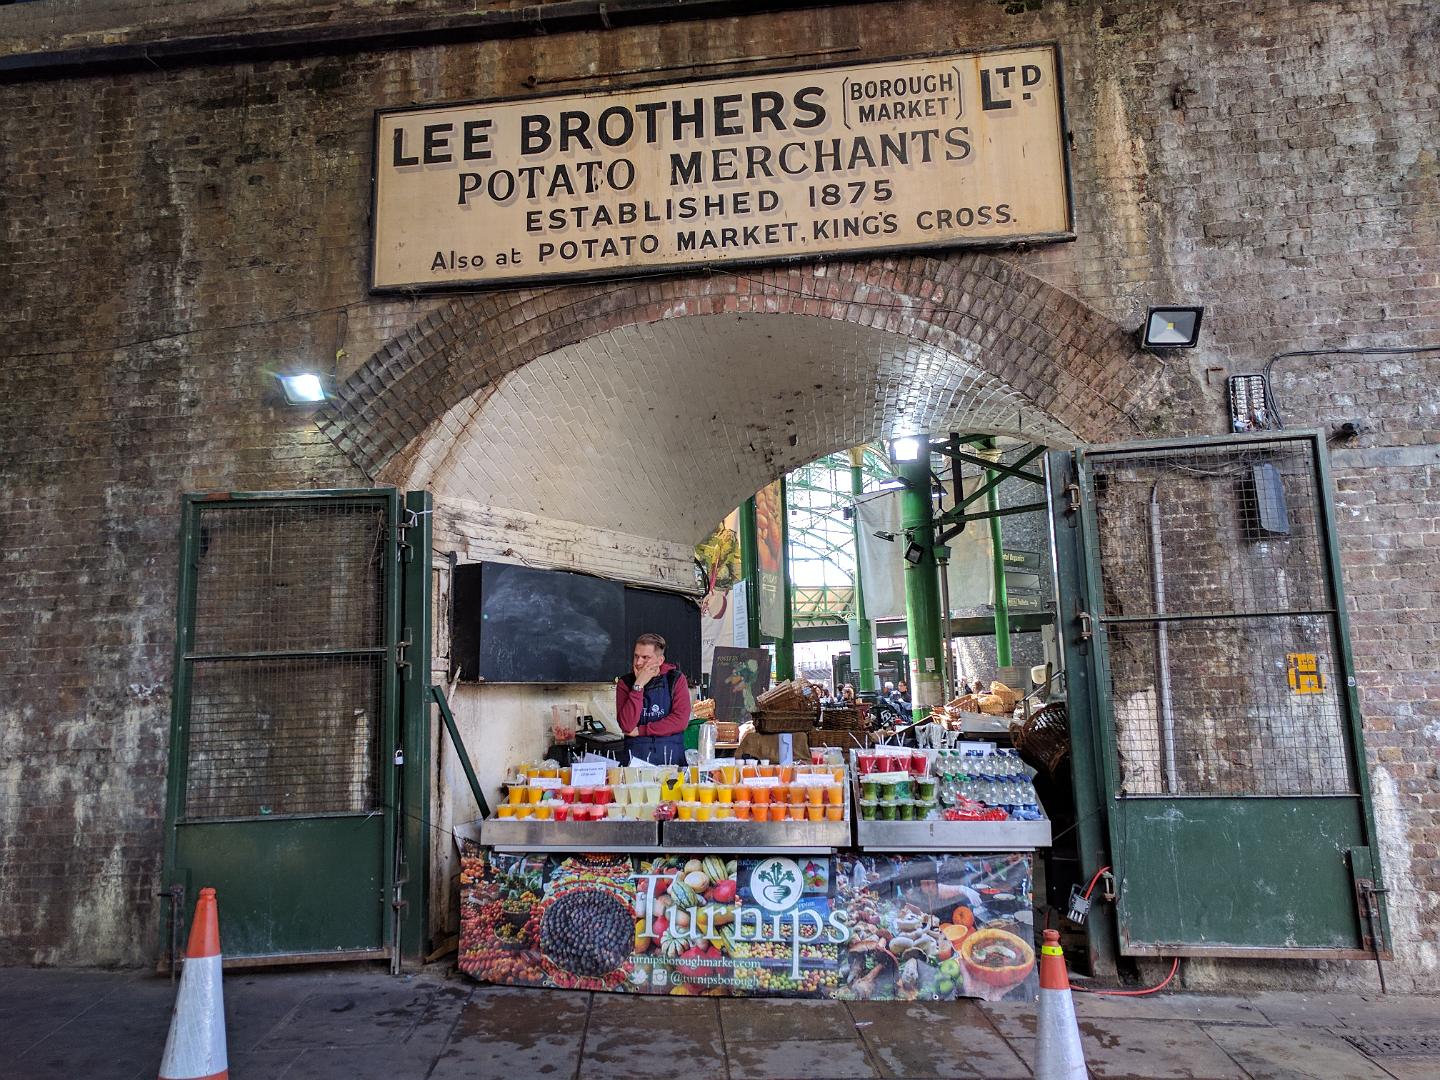 LEE BROTHERS (BOROUGH MARKET) LTD
POTATO MERCHANTS
ESTABLISHED 1875
Also at POTATO MARKET, KING'S CROSS.
Turnips
Turnips
turnipsboroughmarket.com
@turnipsborough